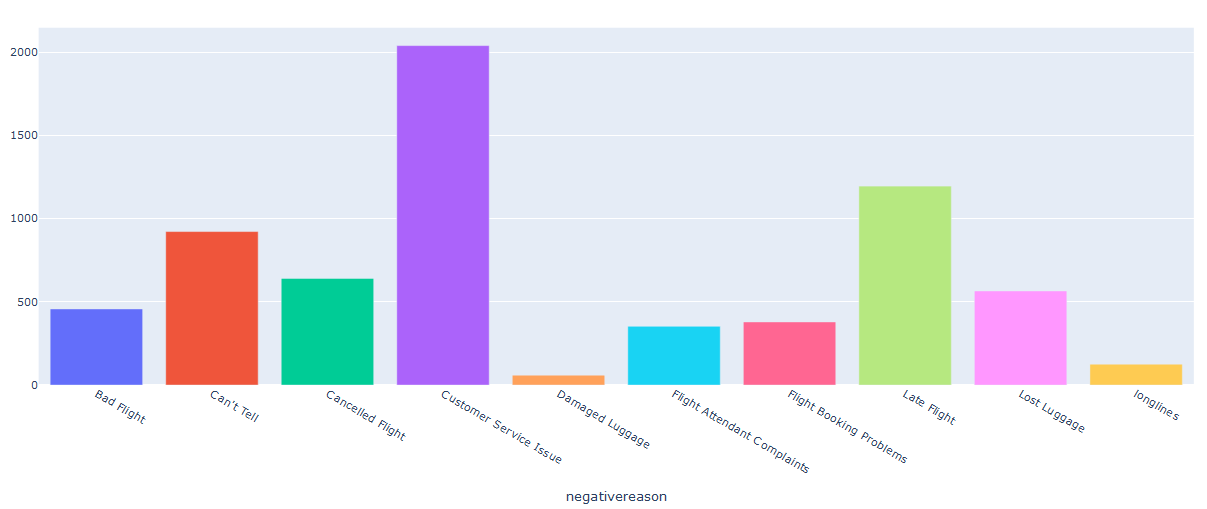 2000
1500
1000
500
0
Bad Flight
Can't Tell
Cancelled Flight
Customer Service Issue
Damaged Luggage
Flight Attendant Complaints
Flight Booking Problems
Late Flight
Lost Luggage
longlines
negativereason